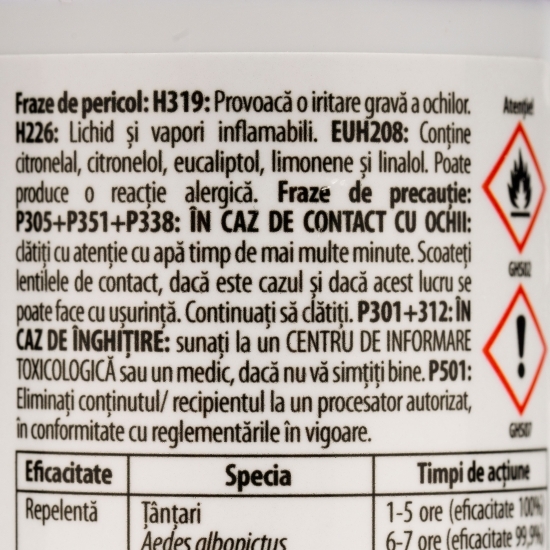 Fraze de pericol: H319: Provoacă o iritare gravă a ochilor.
H226: Lichid și vapori inflamabili. EUH208: Conține
citronelal, citronelol, eucaliptol, limonene și linalol. Poate
produce o reacție alergică. Fraze de precauție:
P305+P351+P338: ÎN CAZ DE CONTACT CU OCHII:
clătiți cu atenție cu apă timp de mai multe minute. Scoateți
lentilele de contact, dacă este cazul și dacă acest lucru se
poate face cu ușurință. Continuați să clătiți. P301+312: ÎN
CAZ DE ÎNGHIȚIRE: sunați la un CENTRU DE INFORMARE
TOXICOLOGICĂ sau un medic, dacă nu vă simțiți bine. P501:
Eliminați conținutul/ recipientul la un procesator autorizat,
în conformitate cu reglementările în vigoare.
Atenție!
GHS02
GHS07
Eficacitate Specia Timpi de acțiune
Repelentă Țânțari 1-5 ore (eficacitate 100%)
Aedes albopictus 6-7 ore (eficacitate 99,9%)